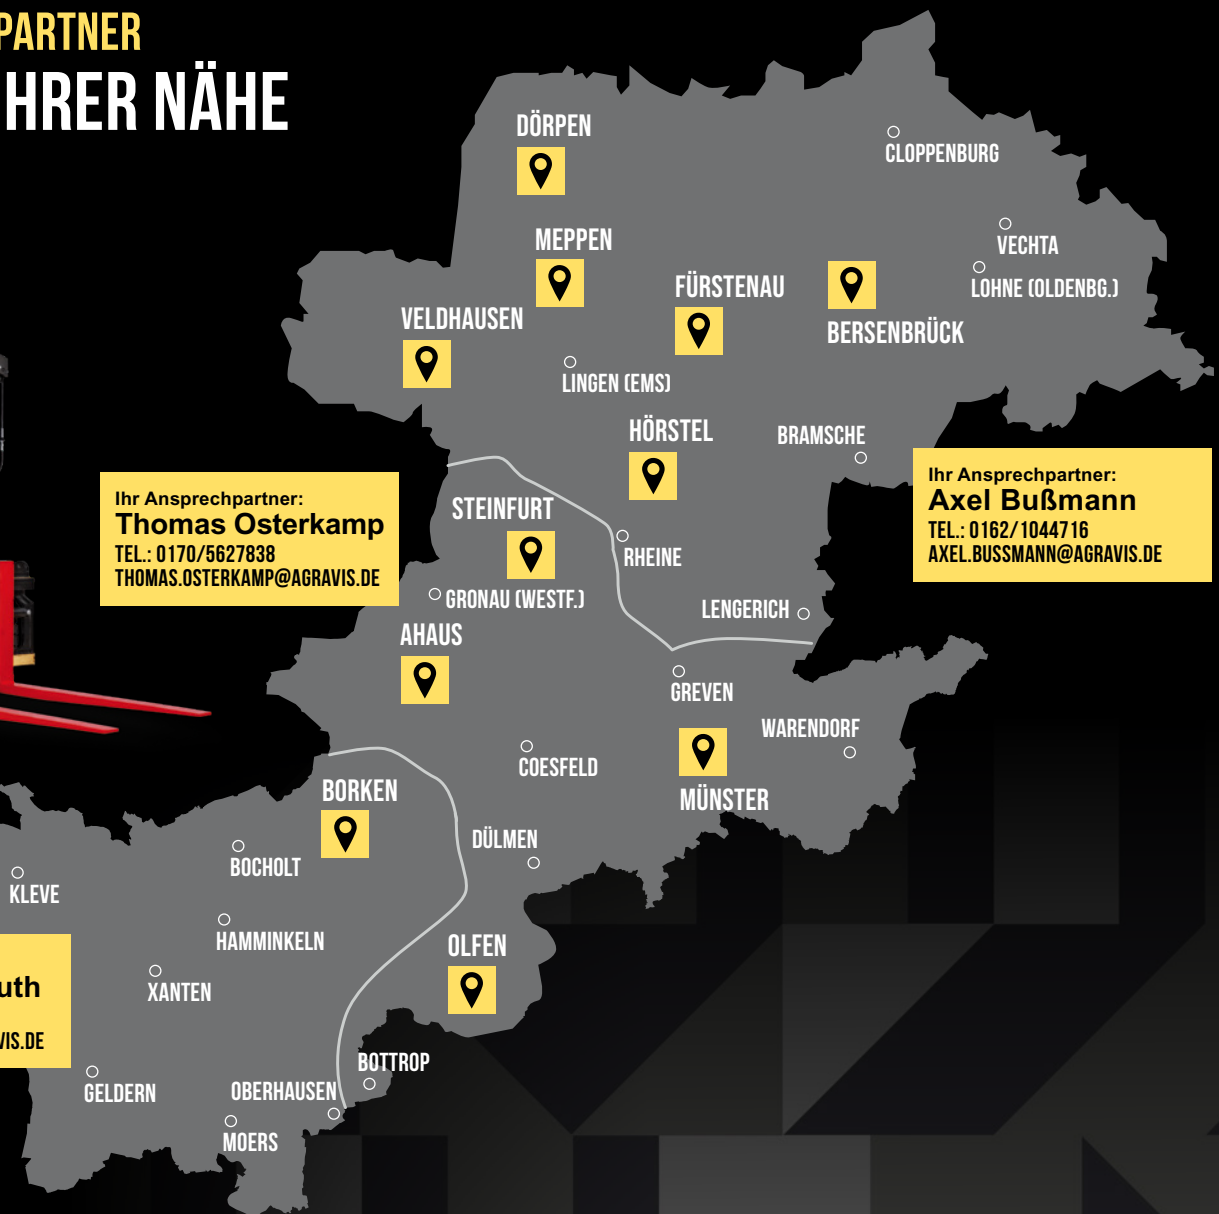 PARTNER
IHRER NÄHE
DÖRPEN
CLOPPENBURG
MEPPEN
VECHTA
FÜRSTENAU
LOHNE (OLDENBG.)
VELDHAUSEN
BERSENBRÜCK
LINGEN (EMS)
HÖRSTEL
BRAMSCHE
Ihr Ansprechpartner:
Thomas Osterkamp
TEL.: 0170/5627838
THOMAS.OSTERKAMP@AGRAVIS.DE
Ihr Ansprechpartner:
Axel Bußmann
TEL.: 0162/1044716
AXEL.BUSSMANN@AGRAVIS.DE
STEINFURT
RHEINE
GRONAU (WESTF.)
LENGERICH
AHAUS
GREVEN
WARENDORF
COESFELD
BORKEN
MÜNSTER
DÜLMEN
BOCHOLT
KLEVE
HAMMINKELN
OLFEN
XANTEN
uth
VIS.DE
BOTTROP
GELDERN
OBERHAUSEN
MOERS